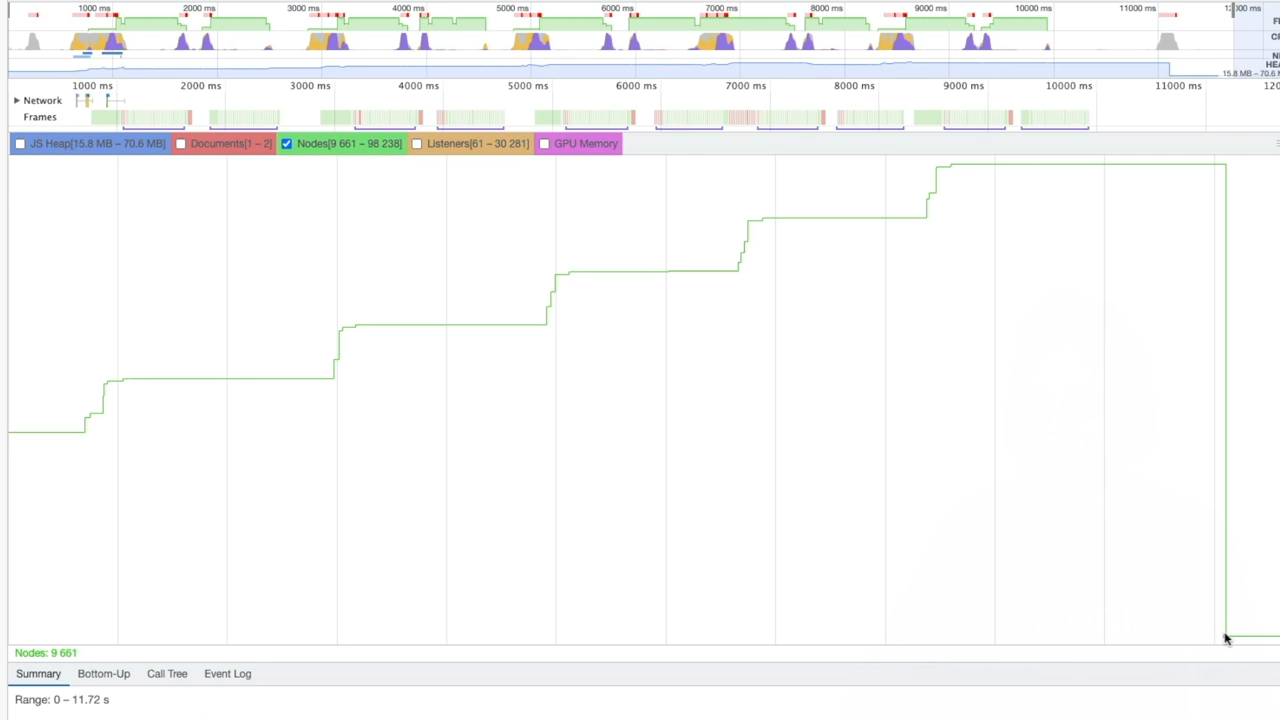 1000 ms 2000 ms 3000 ms 4000 ms 5000 ms 6000 ms 7000 ms 8000 ms 9000 ms 10000 ms 11000 ms
HEA
15.8 MB – 70.6 M
1000 ms 2000 ms 3000 ms 4000 ms 5000 ms 6000 ms 7000 ms 8000 ms 9000 ms 10000 ms 11000 ms 120
Network
Frames
JS Heap[15.8 MB – 70.6 MB] Documents[1 – 2] Nodes[9 661 – 98 238] Listeners[61 – 30 281] GPU Memory
Nodes: 9 661
Summary Bottom-Up Call Tree Event Log
Range: 0 – 11.72 s